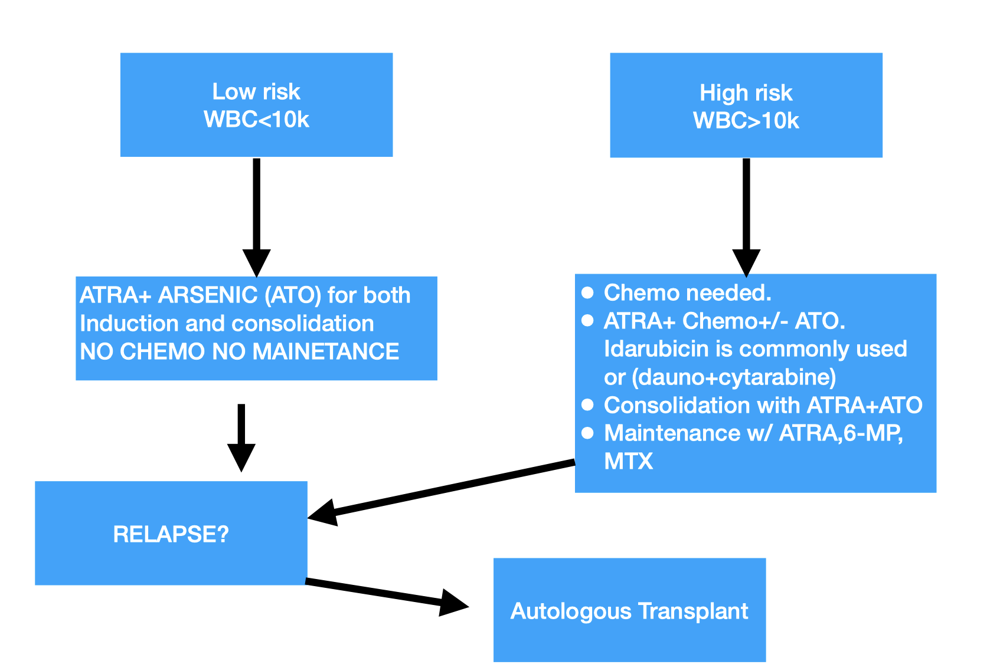 Low risk
WBC<10k
High risk
WBC>10k
ATRA+ ARSENIC (ATO) for both
Induction and consolidation
NO CHEMO NO MAINETANCE
● Chemo needed.
● ATRA+ Chemo+/- ATO.
Idarubicin is commonly used
or (dauno+cytarabine)
● Consolidation with ATRA+ATO
● Maintenance w/ ATRA,6-MP,
MTX
RELAPSE?
Autologous Transplant